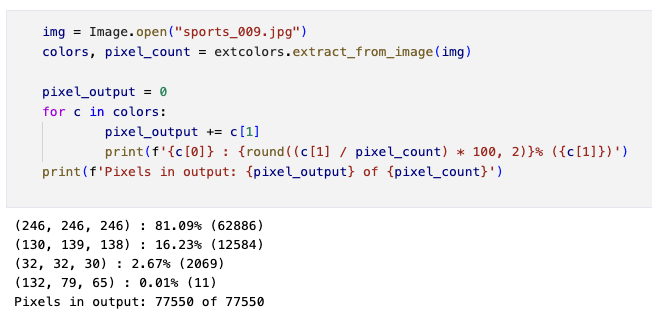 img = Image.open("sports_009.jpg")
colors, pixel_count = extcolors.extract_from_image(img)
pixel_output = 0
for c in colors:
pixel_output += c[1]
print(f'{c[0]} : {round((c[1] / pixel_count) * 100, 2)}% ({c[1]})')
print(f'Pixels in output: {pixel_output} of {pixel_count}')
(246, 246, 246) : 81.09% (62886)
(130, 139, 138) : 16.23% (12584)
(32, 32, 30) : 2.67% (2069)
(132, 79, 65) : 0.01% (11)
Pixels in output: 77550 of 77550